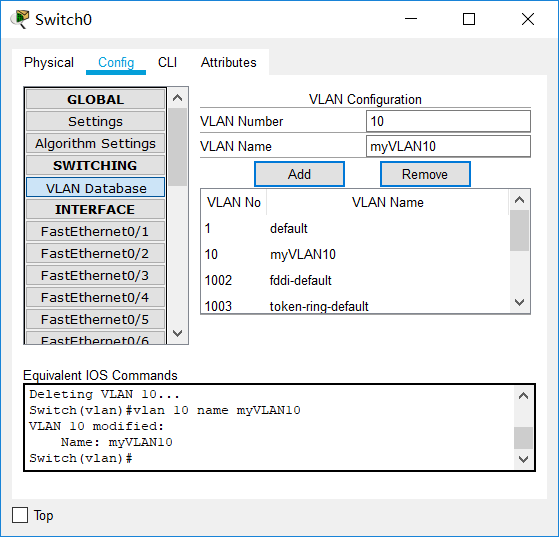 Switch0
Physical Config CLI Attributes
GLOBAL
Settings
Algorithm Settings
SWITCHING
VLAN Database
INTERFACE
FastEthernet0/1
FastEthernet0/2
FastEthernet0/3
FastEthernet0/4
FastEthernet0/5
FastEthernet0/6
VLAN Configuration
VLAN Number 10
VLAN Name myVLAN10
Add Remove
VLAN No VLAN Name
1 default
10 myVLAN10
1002 fddi-default
1003 token-ring-default
Equivalent IOS Commands
Deleting VLAN 10...
Switch(vlan)#vlan 10 name myVLAN10
VLAN 10 modified:
Name: myVLAN10
Switch(vlan)#
Top